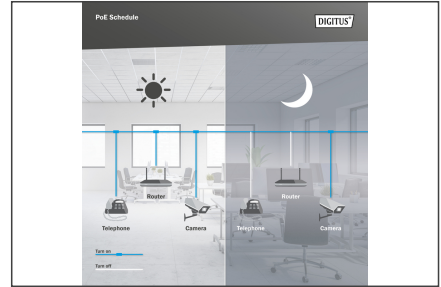 PoE Schedule
DIGITUS®
Router
Router
Telephone
Camera
Telephone
Camera
Turn on
Turn off